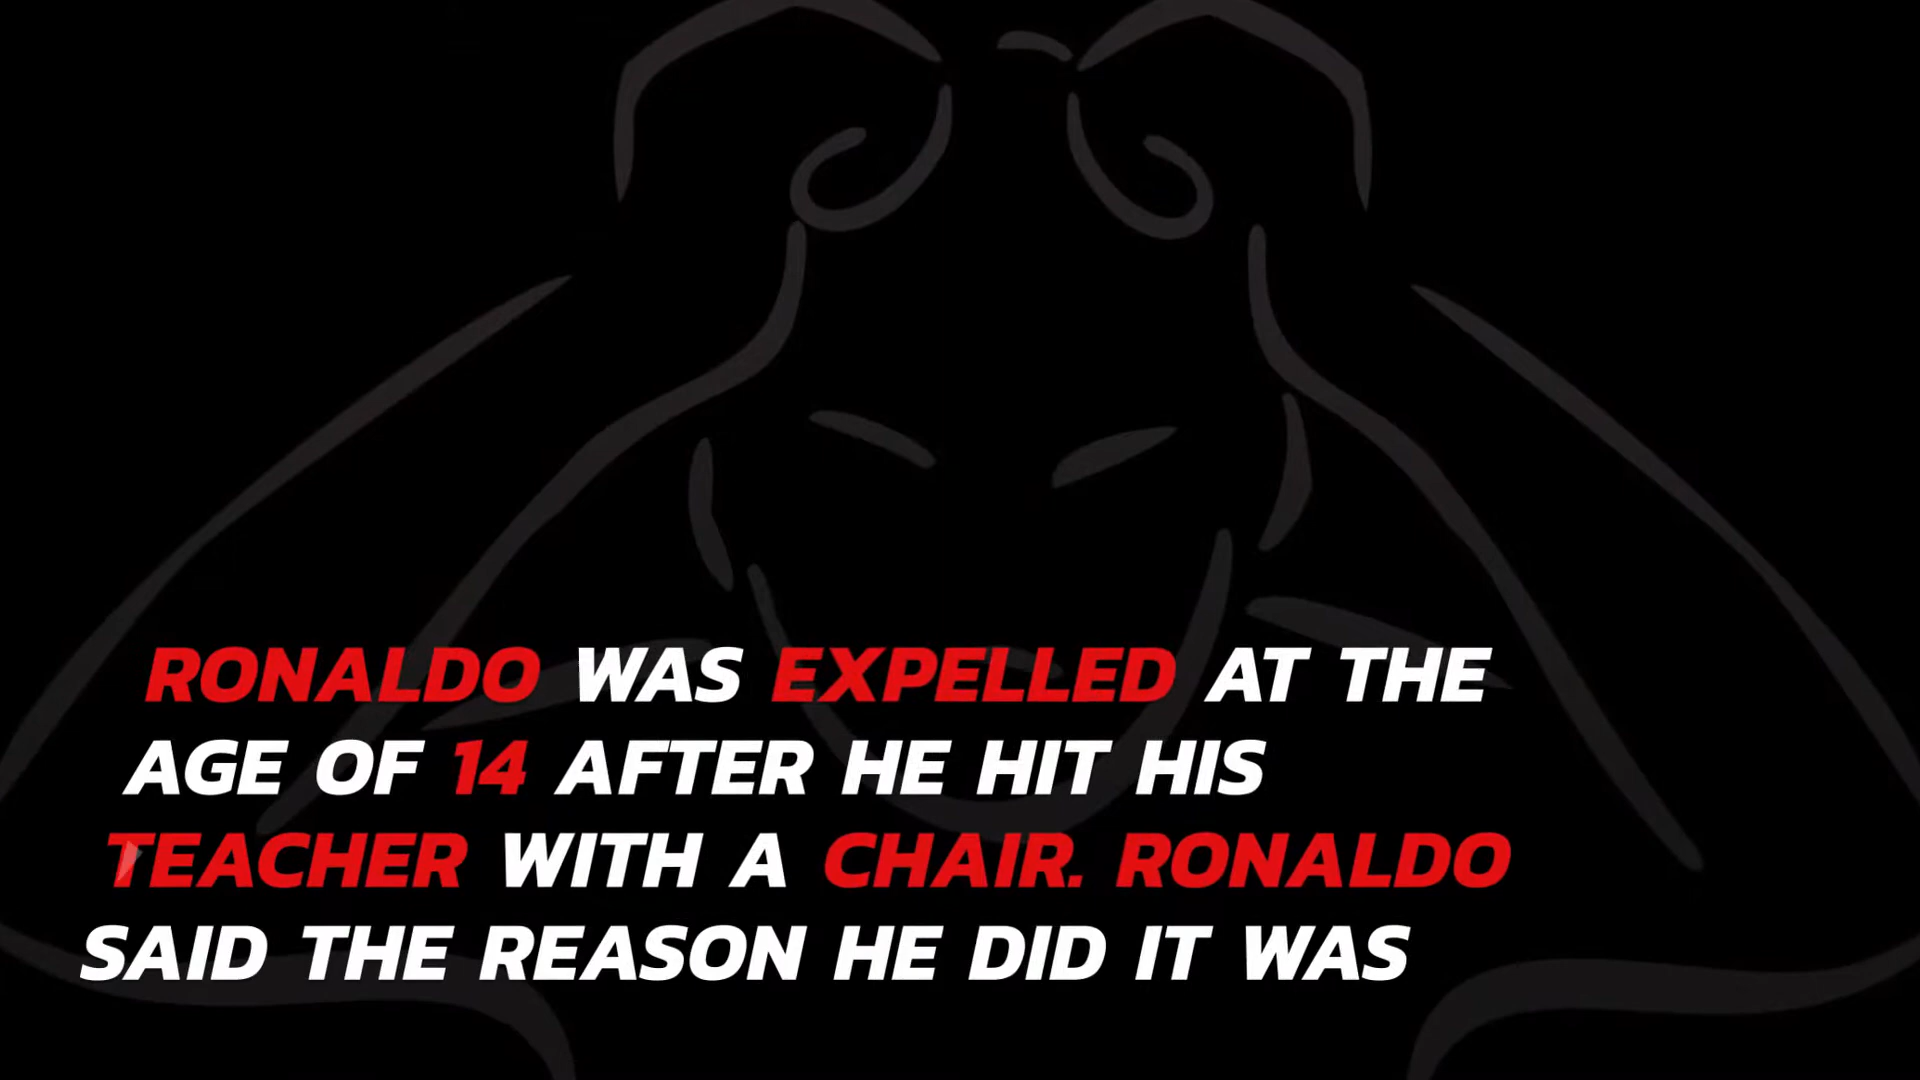 RONALDO WAS EXPELLED AT THE
AGE OF 14 AFTER HE HIT HIS
TEACHER WITH A CHAIR. RONALDO
SAID THE REASON HE DID IT WAS